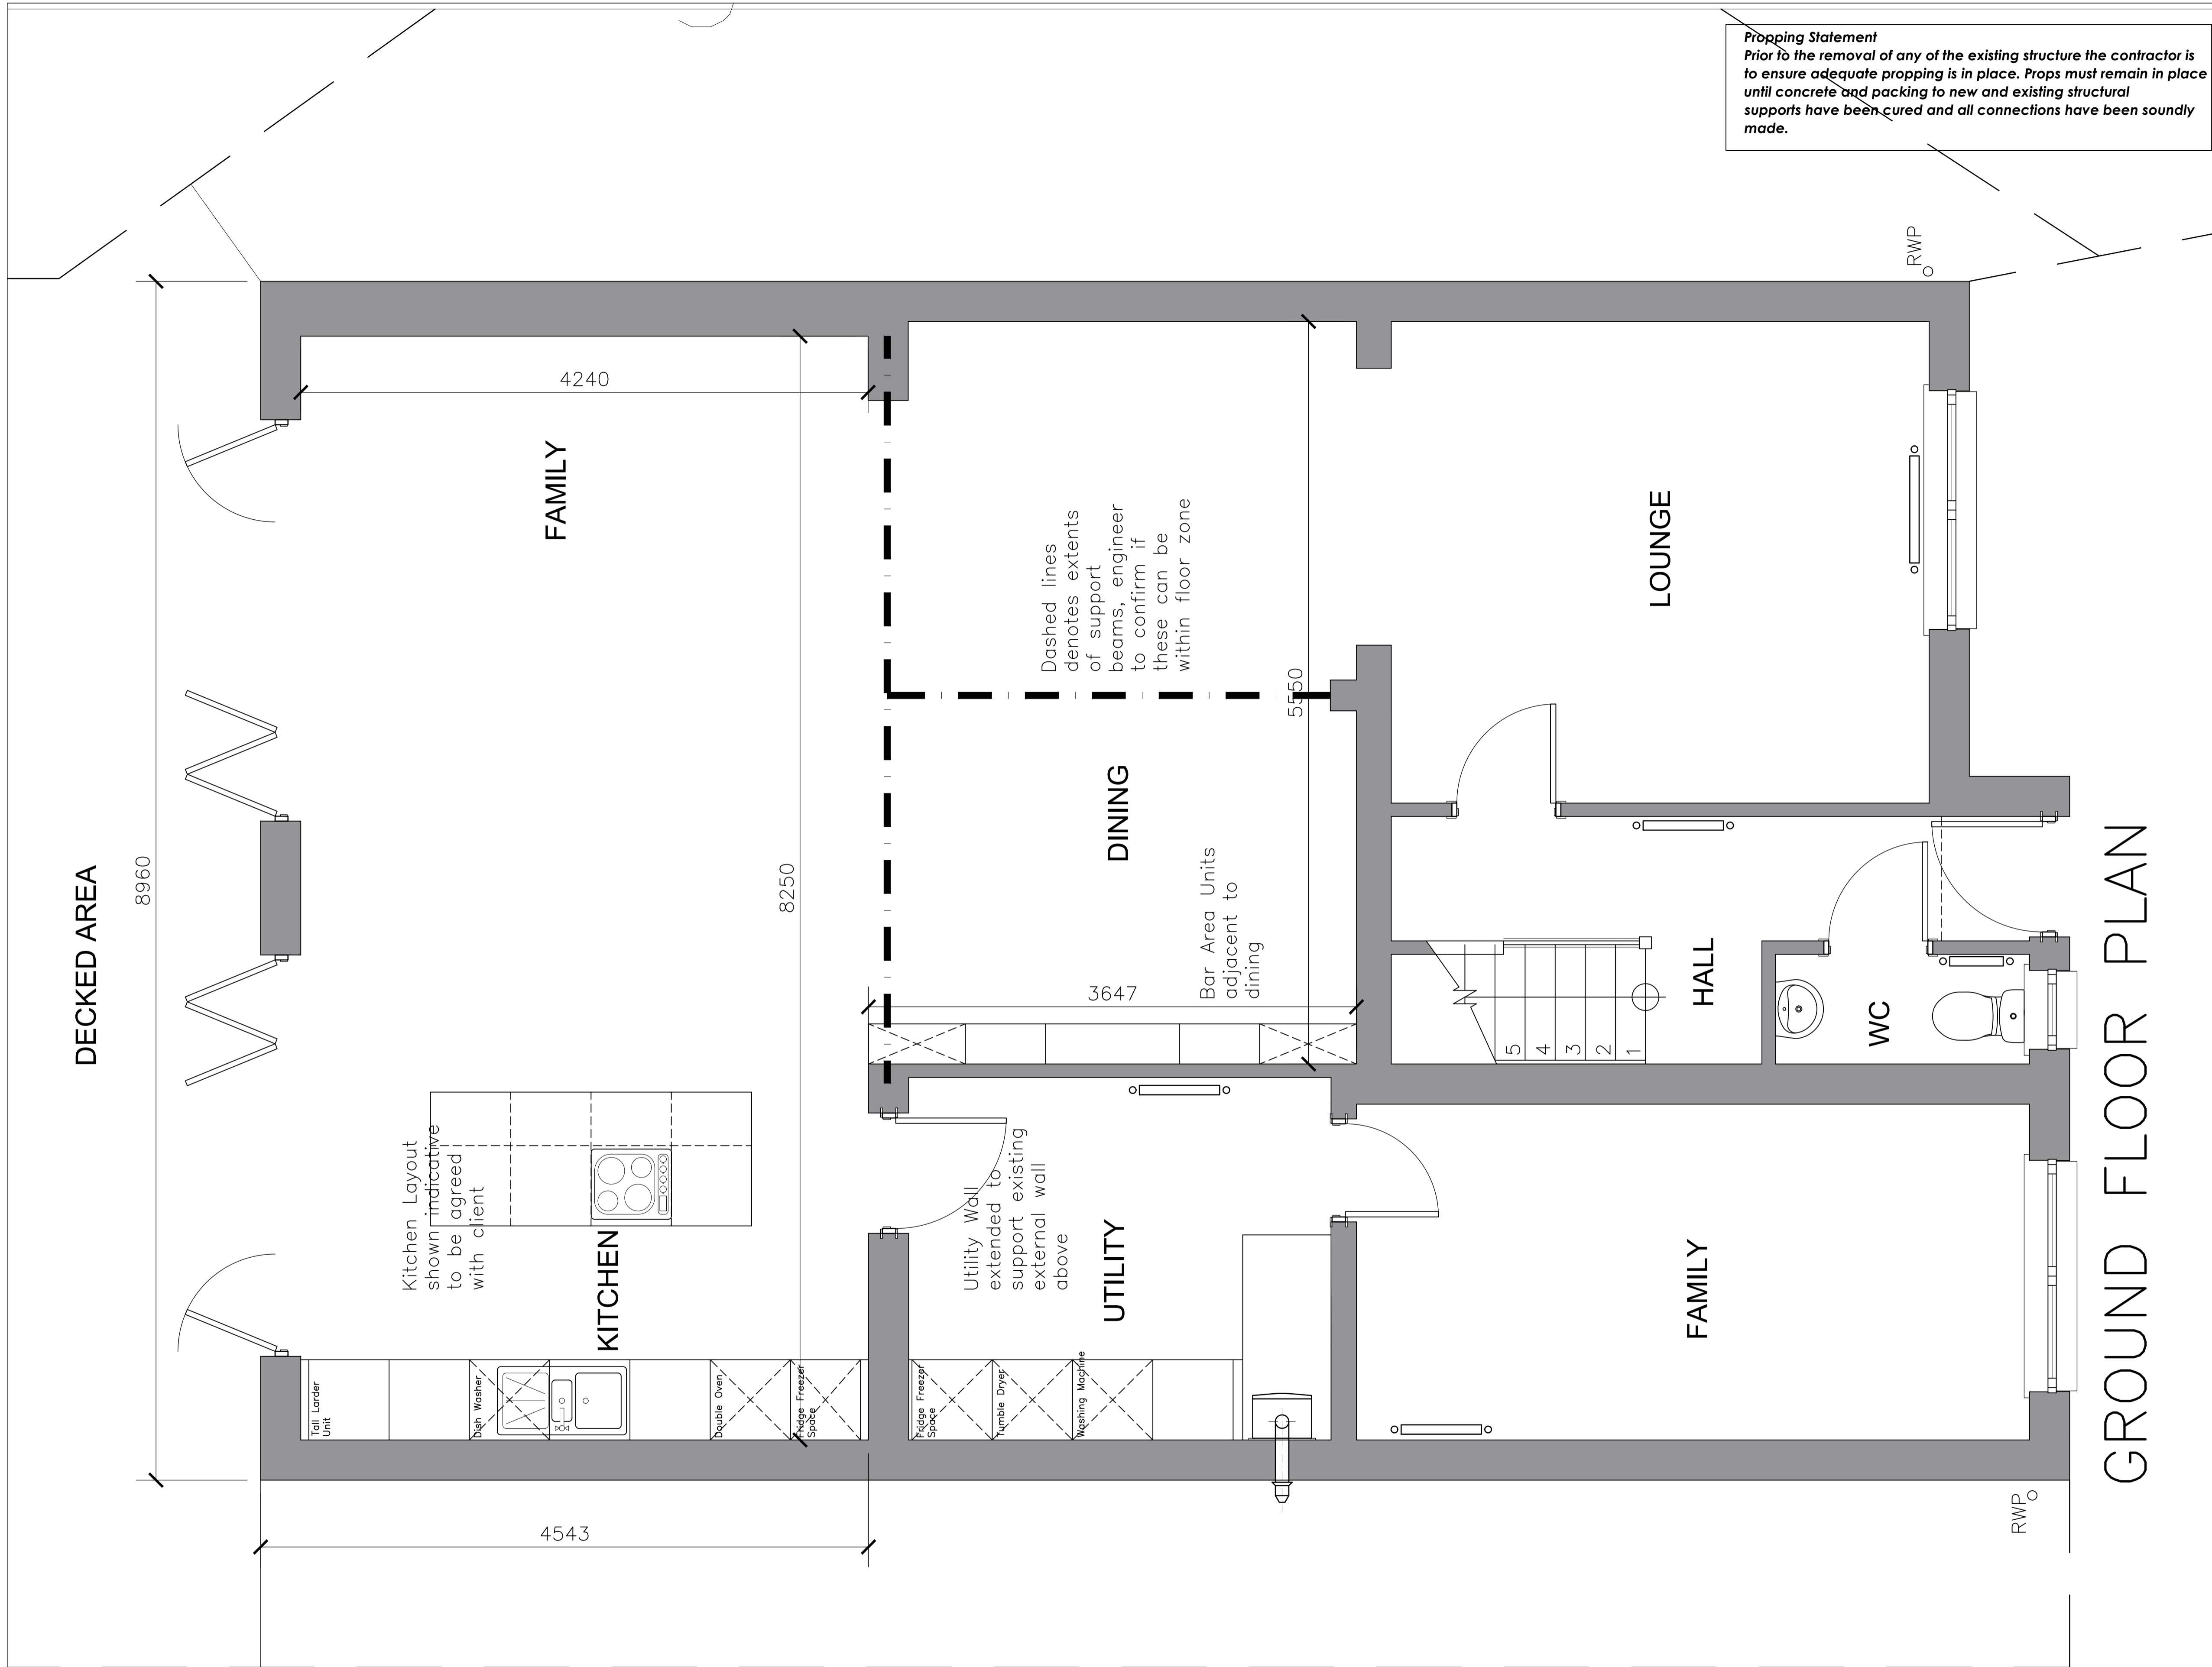 Propping Statement
Prior to the removal of any of the existing structure the contractor is
to ensure adequate propping is in place. Props must remain in place
until concrete and packing to new and existing structural
supports have been cured and all connections have been soundly
made.
RWP
DECKED AREA
8960
4240
FAMILY
8250
Dashed lines
denotes extents
of support
beams, engineer
to confirm if
these can be
within floor zone
5550
LOUNGE
DINING
Bar Area Units
adjacent to
dining
3647
HALL
5
4
3
2
1
WC
Kitchen Layout
shown indicative
to be agreed
with client
KITCHEN
Utility Wall
extended to
support existing
external wall
above
UTILITY
FAMILY
Tall Larder
Unit
Dish Washer
Double Oven
Fridge Freezer
Space
Fridge Freezer
Space
Tumble Dryer
Washing Machine
4543
RWP
GROUND FLOOR PLAN